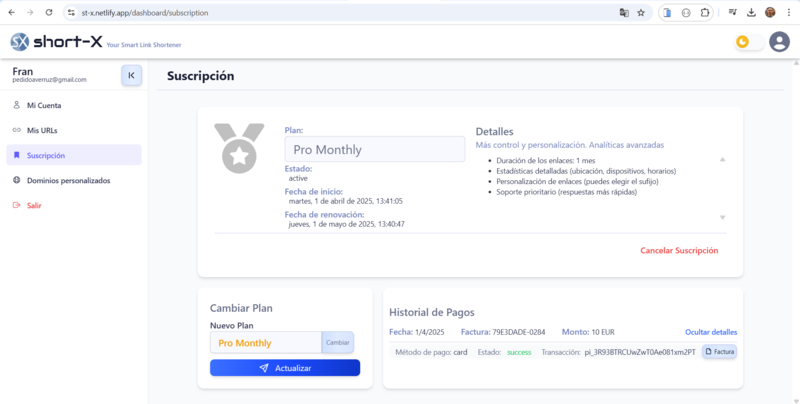 st-x.netlify.app/dashboard/subscription
SX short-X Your Smart Link Shortener
Fran
pedidoaverruz@gmail.com
Mi Cuenta
Mis URLs
Suscripción
Dominios personalizados
Salir
Suscripción
Plan:
Pro Monthly
Estado:
active
Fecha de inicio:
martes, 1 de abril de 2025, 13:41:05
Fecha de renovación:
jueves, 1 de mayo de 2025, 13:40:47
Detalles
Más control y personalización. Analíticas avanzadas
• Duración de los enlaces: 1 mes
• Estadísticas detalladas (ubicación, dispositivos, horarios)
• Personalización de enlaces (puedes elegir el sufijo)
• Soporte prioritario (respuestas más rápidas)
Cancelar Suscripción
Cambiar Plan
Nuevo Plan
Pro Monthly Cambiar
Actualizar
Historial de Pagos
Fecha: 1/4/2025 Factura: 79E3DADE-0284 Monto: 10 EUR Ocultar detalles
Método de pago: card Estado: success Transacción: pi_3R93BTRCUwZwT0Ae081xm2PT Factura